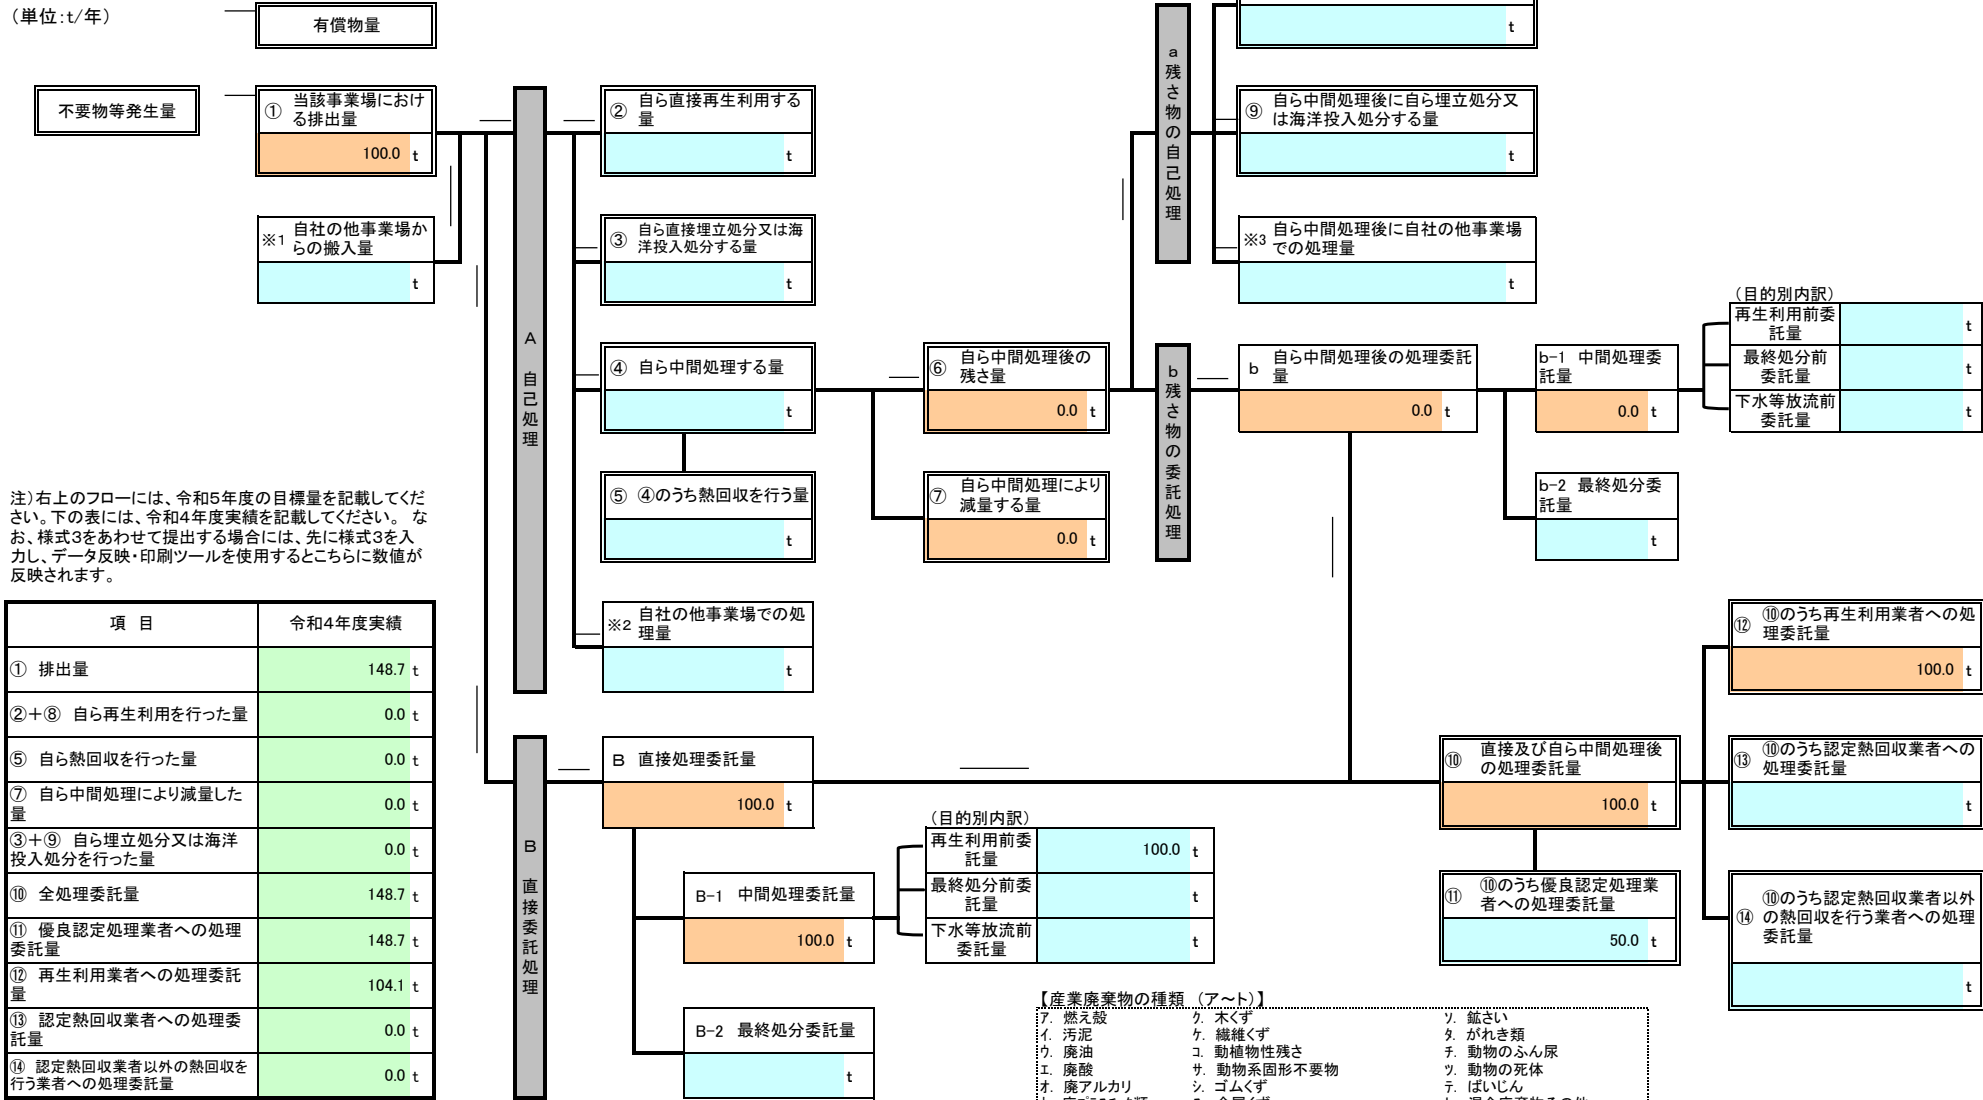 （単位:t/年）
有償物量
t
不要物等発生量
① 当該事業場におけ
る排出量
100.0 t
※1 自社の他事業場か
らの搬入量
t
A 自己処理
② 自ら直接再生利用する
量
t
③ 自ら直接埋立処分又は海
洋投入処分する量
t
④ 自ら中間処理する量
t
⑤ ④のうち熱回収を行う量
t
※2 自社の他事業場での処
理量
t
⑥ 自ら中間処理後の
残さ量
0.0 t
⑦ 自ら中間処理により
減量する量
0.0 t
a 残さ物の自己処理
⑨ 自ら中間処理後に自ら埋立処分又
は海洋投入処分する量
t
※3 自ら中間処理後に自社の他事業場
での処理量
t
b 残さ物の委託処理
b 自ら中間処理後の処理委託
量
0.0 t
b-1 中間処理委
託量
0.0 t
b-2 最終処分委
託量
t
（目的別内訳）
再生利用前委
託量
t
最終処分前
委託量
t
下水等放流前
委託量
t
注）右上のフローには、令和5年度の目標量を記載してくだ
さい。下の表には、令和4年度実績を記載してください。 な
お、様式3をあわせて提出する場合には、先に様式3を入
力し、データ反映・印刷ツールを使用するとこちらに数値が
反映されます。
項 目 令和4年度実績
① 排出量 148.7 t
②＋⑧ 自ら再生利用を行った量 0.0 t
⑤ 自ら熱回収を行った量 0.0 t
⑦ 自ら中間処理により減量した
量 0.0 t
③＋⑨ 自ら埋立処分又は海洋
投入処分を行った量 0.0 t
⑩ 全処理委託量 148.7 t
⑪ 優良認定処理業者への処理
委託量 148.7 t
⑫ 再生利用業者への処理委託
量 104.1 t
⑬ 認定熱回収業者への処理委
託量 0.0 t
⑭ 認定熱回収業者以外の熱回収を
行う業者への処理委託量 0.0 t
B 直接委託処理
B 直接処理委託量
100.0 t
B-1 中間処理委託量
100.0 t
B-2 最終処分委託量
t
（目的別内訳）
再生利用前委
託量
100.0 t
最終処分前委
託量
t
下水等放流前
委託量
t
⑩ 直接及び自ら中間処理後
の処理委託量
100.0 t
⑪ ⑩のうち優良認定処理業
者への処理委託量
50.0 t
⑫ ⑩のうち再生利用業者への処
理委託量
100.0 t
⑬ ⑩のうち認定熱回収業者への
処理委託量
t
⑭ ⑩のうち認定熱回収業者以外
の熱回収を行う業者への処理
委託量
t
【産業廃棄物の種類 （ア～ト）】
ア. 燃え殻 ク. 木くず ソ. 鉱さい
イ. 汚泥 ケ. 繊維くず タ. がれき類
ウ. 廃油 コ. 動植物性残さ チ. 動物のふん尿
エ. 廃酸 サ. 動物系固形不要物 ツ. 動物の死体
オ. 廃アルカリ シ. ゴムくず テ. ばいじん